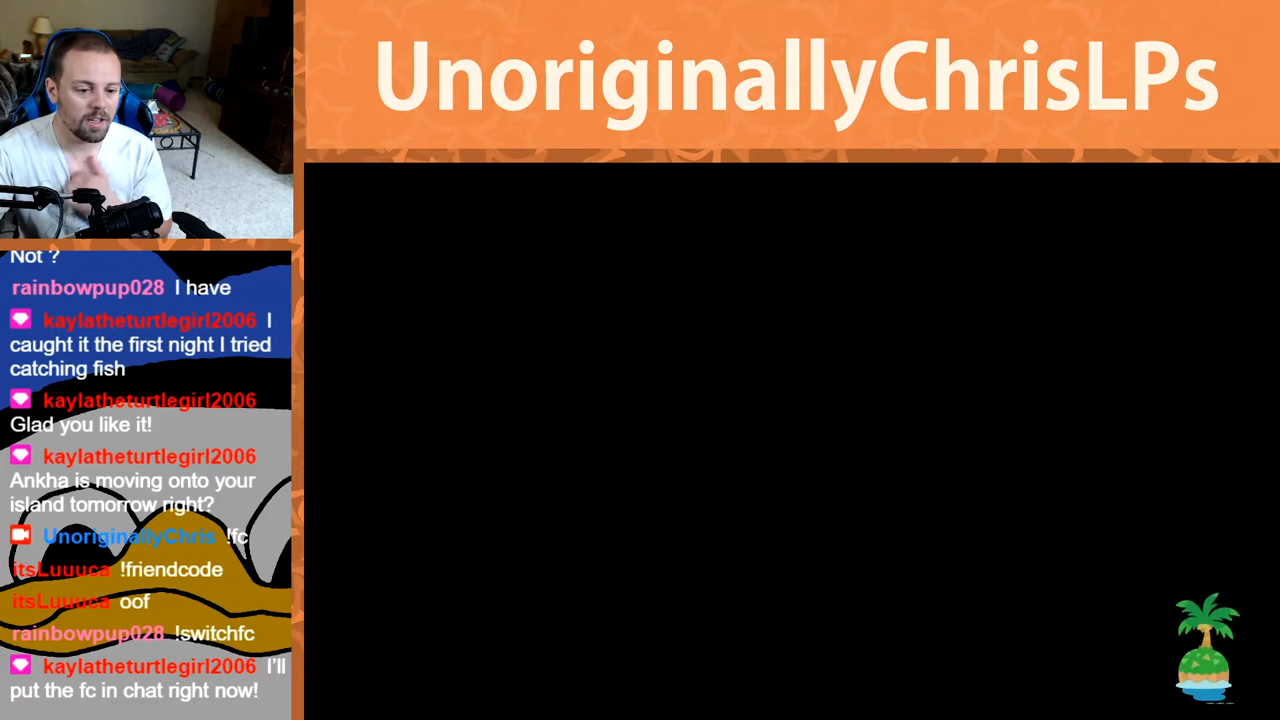 UnoriginallyChrisLPs
Not ?
rainbowpup028 I have
kaylatheturtlegirl2006 I
caught it the first night I tried
catching fish
kaylatheturtlegirl2006
Glad you like it!
kaylatheturtlegirl2006
Ankha is moving onto your
island tomorrow right?
UnoriginallyChris !fc
itsLuuuca !friendcode
itsLuuuca oof
rainbowpup028 !switchfc
kaylatheturtlegirl2006 I'll
put the fc in chat right now!